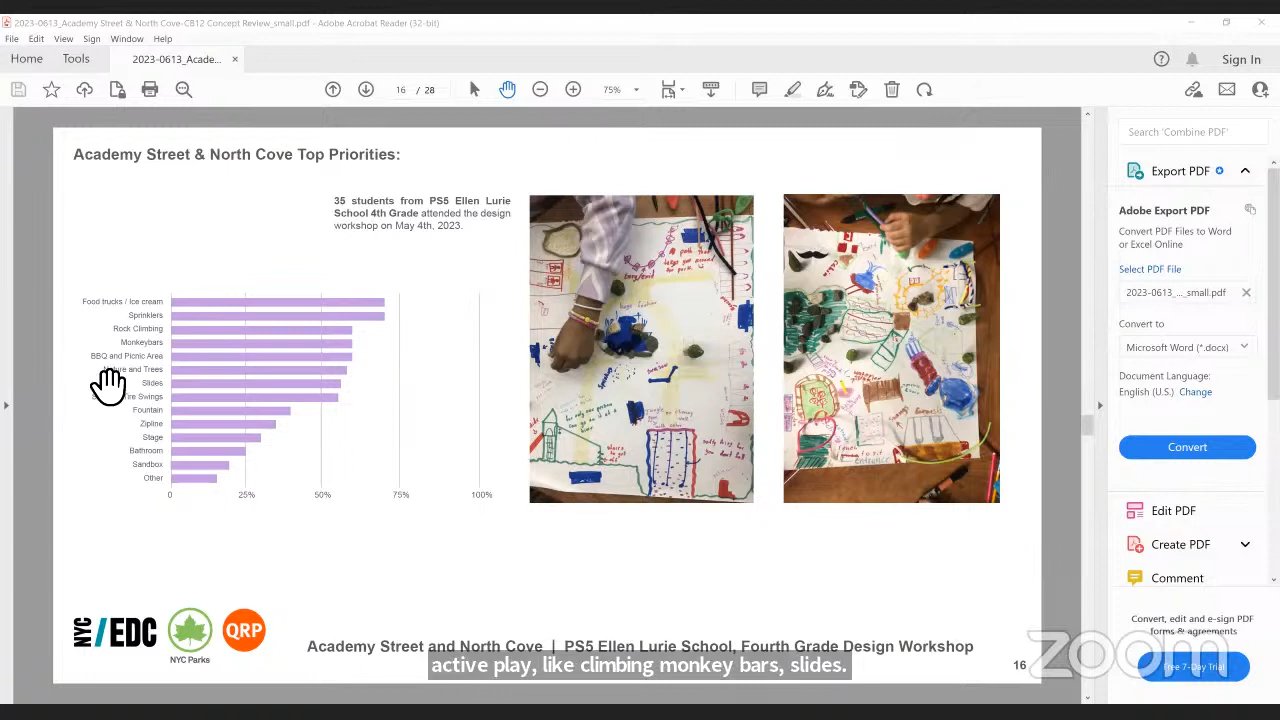 2023-0613_Academy Street & North Cove-CB12 Concept Review_small.pdf - Adobe Acrobat Reader (32-bit)
File Edit View Sign Window Help
Home Tools 2023-0613_Acade... × Sign In
16 / 28 75%
Academy Street & North Cove Top Priorities:
35 students from PS5 Ellen Lurie
School 4th Grade attended the design
workshop on May 4th, 2023.
Food trucks / Ice cream
Sprinklers
Rock Climbing
Monkeybars
BBQ and Picnic Area
and Trees
Slides
Swings
Fountain
Zipline
Stage
Bathroom
Sandbox
Other
0 25% 50% 75% 100%
NYC / EDC
NYC Parks
QRP
Academy Street and North Cove | PS5 Ellen Lurie School, Fourth Grade Design Workshop
active play, like climbing monkey bars, slides.
16
Search 'Combine PDF'
Export PDF
Adobe Export PDF
Convert PDF Files to Word
or Excel Online
Select PDF File
2023-0613_..._small.pdf
Convert to
Microsoft Word (*.docx)
Document Language:
English (U.S.) Change
Convert
Edit PDF
Create PDF
Comment
Convert, edit and e-sign PDF
forms & agreements
Free 7-Day Trial
zoom